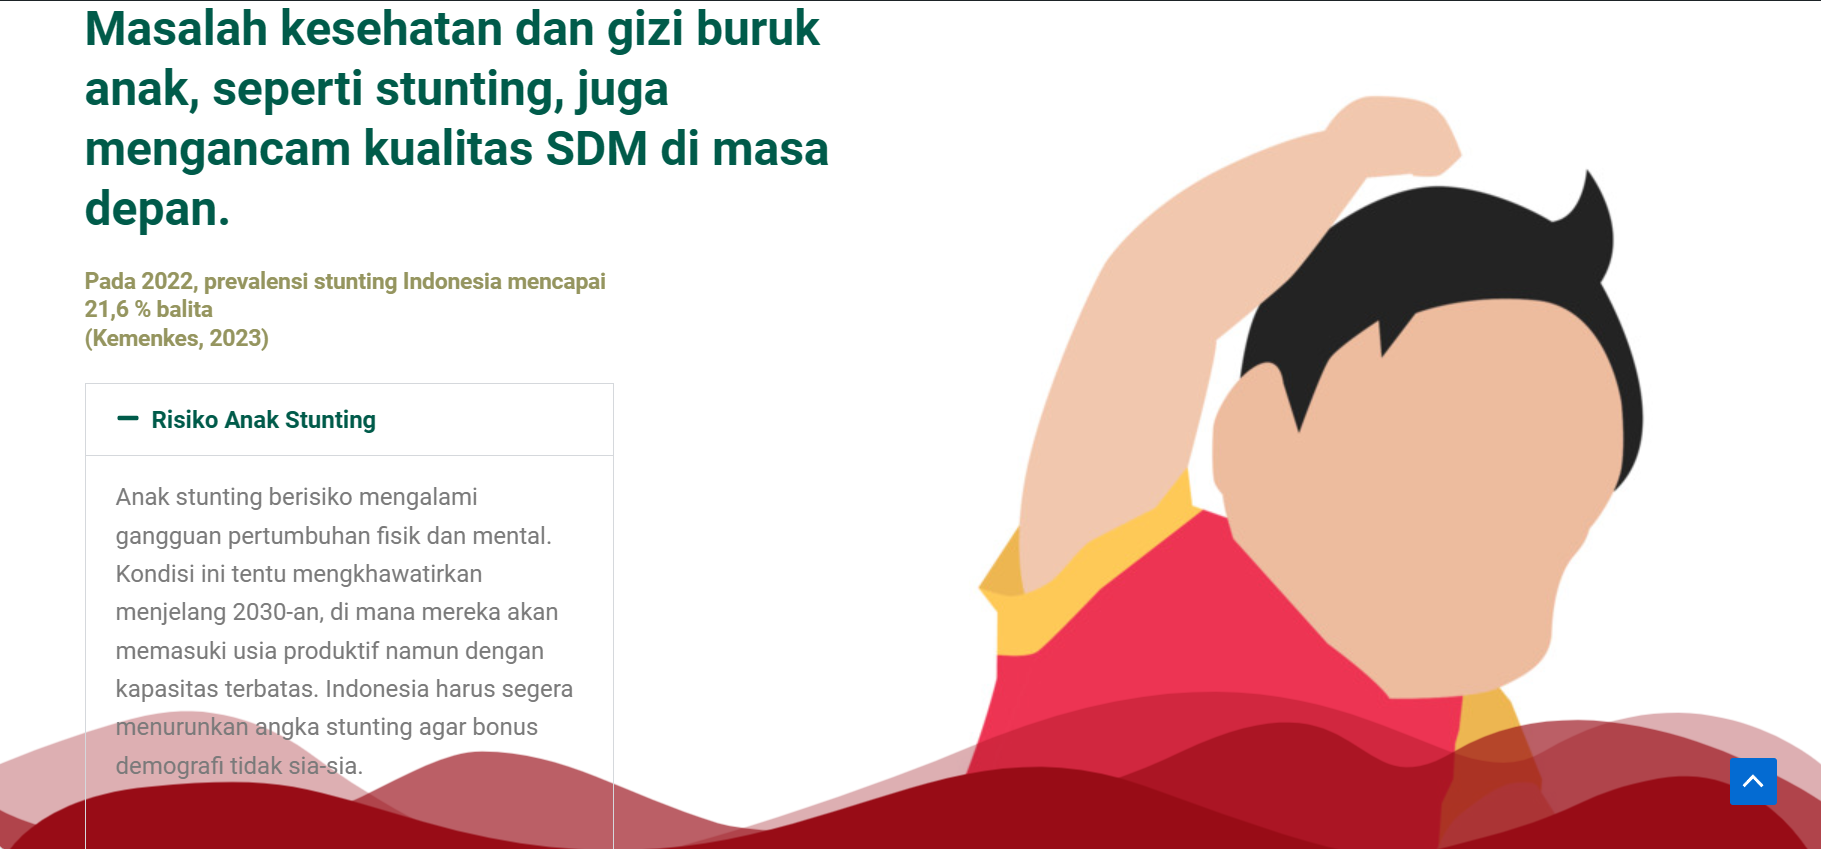 Masalah kesehatan dan gizi buruk
anak, seperti stunting, juga
mengancam kualitas SDM di masa
depan.
Pada 2022, prevalensi stunting Indonesia mencapai
21,6 % balita
(Kemenkes, 2023)
Risiko Anak Stunting
Anak stunting berisiko mengalami
gangguan pertumbuhan fisik dan mental.
Kondisi ini tentu mengkhawatirkan
menjelang 2030-an, di mana mereka akan
memasuki usia produktif namun dengan
kapasitas terbatas. Indonesia harus segera
menurunkan angka stunting agar bonus
demografi tidak sia-sia.